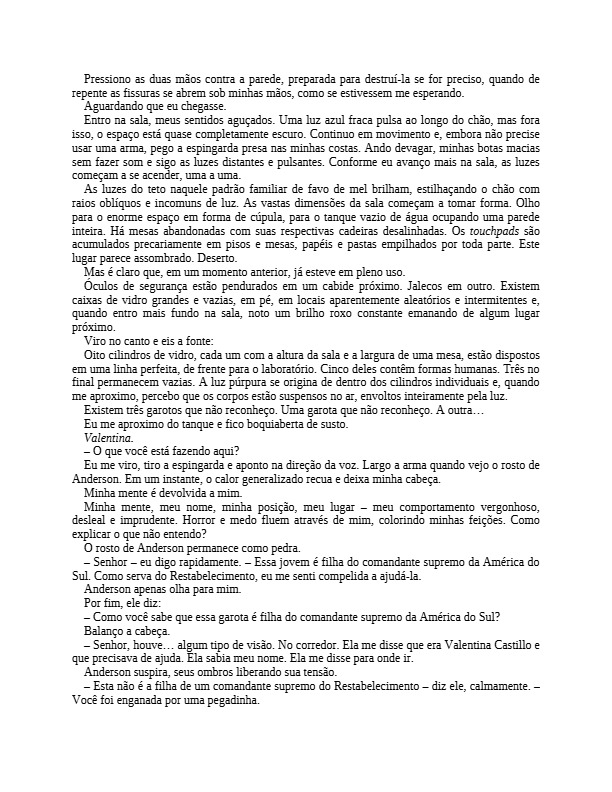 Pressiono as duas mãos contra a parede, preparada para destruí-la se for preciso, quando de
repente as fissuras se abrem sob minhas mãos, como se estivessem me esperando.
Aguardando que eu chegasse.
Entro na sala, meus sentidos aguçados. Uma luz azul fraca pulsa ao longo do chão, mas fora
isso, o espaço está quase completamente escuro. Continuo em movimento e, embora não precise
usar uma arma, pego a espingarda presa nas minhas costas. Ando devagar, minhas botas macias
sem fazer som e sigo as luzes distantes e pulsantes. Conforme eu avanço mais na sala, as luzes
começam a se acender, uma a uma.
As luzes do teto naquele padrão familiar de favo de mel brilham, estilhaçando o chão com
raios oblíquos e incomuns de luz. As vastas dimensões da sala começam a tomar forma. Olho
para o enorme espaço em forma de cúpula, para o tanque vazio de água ocupando uma parede
inteira. Há mesas abandonadas com suas respectivas cadeiras desalinhadas. Os touchpads são
acumulados precariamente em pisos e mesas, papéis e pastas empilhados por toda parte. Este
lugar parece assombrado. Deserto.
Mas é claro que, em um momento anterior, já esteve em pleno uso.
Óculos de segurança estão pendurados em um cabide próximo. Jalecos em outro. Existem
caixas de vidro grandes e vazias, em pé, em locais aparentemente aleatórios e intermitentes e,
quando entro mais fundo na sala, noto um brilho roxo constante emanando de algum lugar
próximo.
Viro no canto e eis a fonte:
Oito cilindros de vidro, cada um com a altura da sala e a largura de uma mesa, estão dispostos
em uma linha perfeita, de frente para o laboratório. Cinco deles contêm formas humanas. Três no
final permanecem vazias. A luz púrpura se origina de dentro dos cilindros individuais e, quando
me aproximo, percebo que os corpos estão suspensos no ar, envoltos inteiramente pela luz.
Existem três garotos que não reconheço. Uma garota que não reconheço. A outra…
Eu me aproximo do tanque e fico boquiaberta de susto.
Valentina.
– O que você está fazendo aqui?
Eu me viro, tiro a espingarda e aponto na direção da voz. Largo a arma quando vejo o rosto de
Anderson. Em um instante, o calor generalizado recua e deixa minha cabeça.
Minha mente é devolvida a mim.
Minha mente, meu nome, minha posição, meu lugar – meu comportamento vergonhoso,
desleal e imprudente. Horror e medo fluem através de mim, colorindo minhas feições. Como
explicar o que não entendo?
O rosto de Anderson permanece como pedra.
– Senhor – eu digo rapidamente. – Essa jovem é filha do comandante supremo da América do
Sul. Como serva do Restabelecimento, eu me senti compelida a ajudá-la.
Anderson apenas olha para mim.
Por fim, ele diz:
– Como você sabe que essa garota é filha do comandante supremo da América do Sul?
Balanço a cabeça.
– Senhor, houve… algum tipo de visão. No corredor. Ela me disse que era Valentina Castillo e
que precisava de ajuda. Ela sabia meu nome. Ela me disse para onde ir.
Anderson suspira, seus ombros liberando sua tensão.
– Esta não é a filha de um comandante supremo do Restabelecimento – diz ele, calmamente. –
Você foi enganada por uma pegadinha.